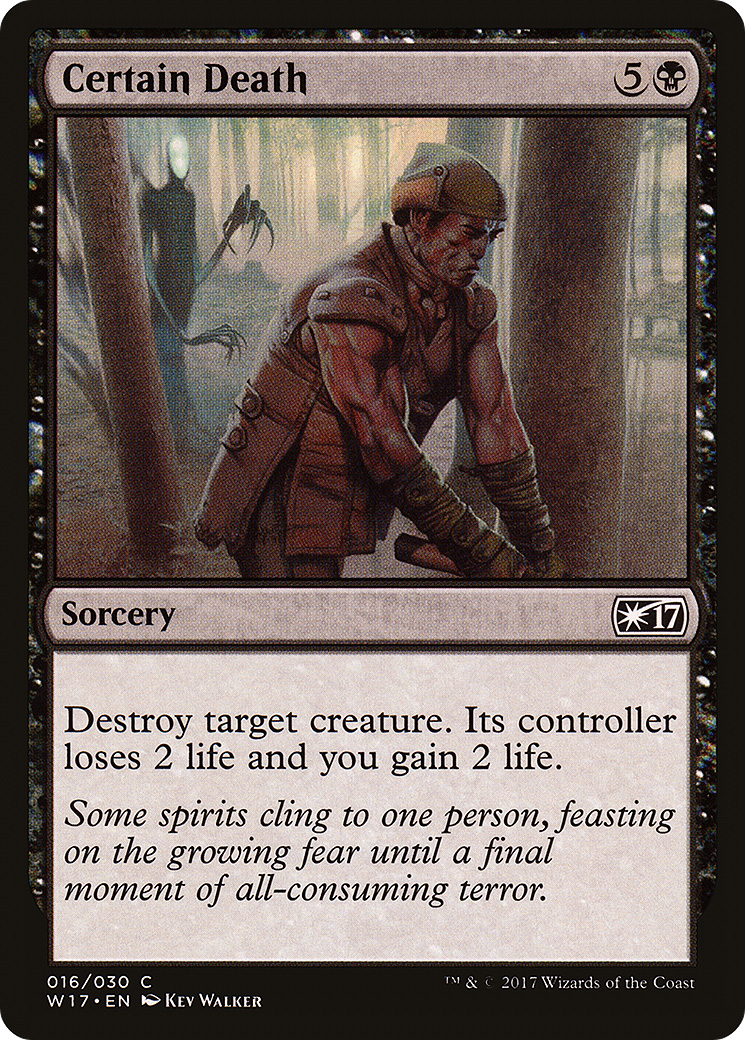 Certain Death 5
Sorcery 17
Destroy target creature. Its controller
loses 2 life and you gain 2 life.
Some spirits cling to one person, feasting
on the growing fear until a final
moment of all-consuming terror.
016/030 C
W17 • EN Kev Walker
™ & © 2017 Wizards of the Coast